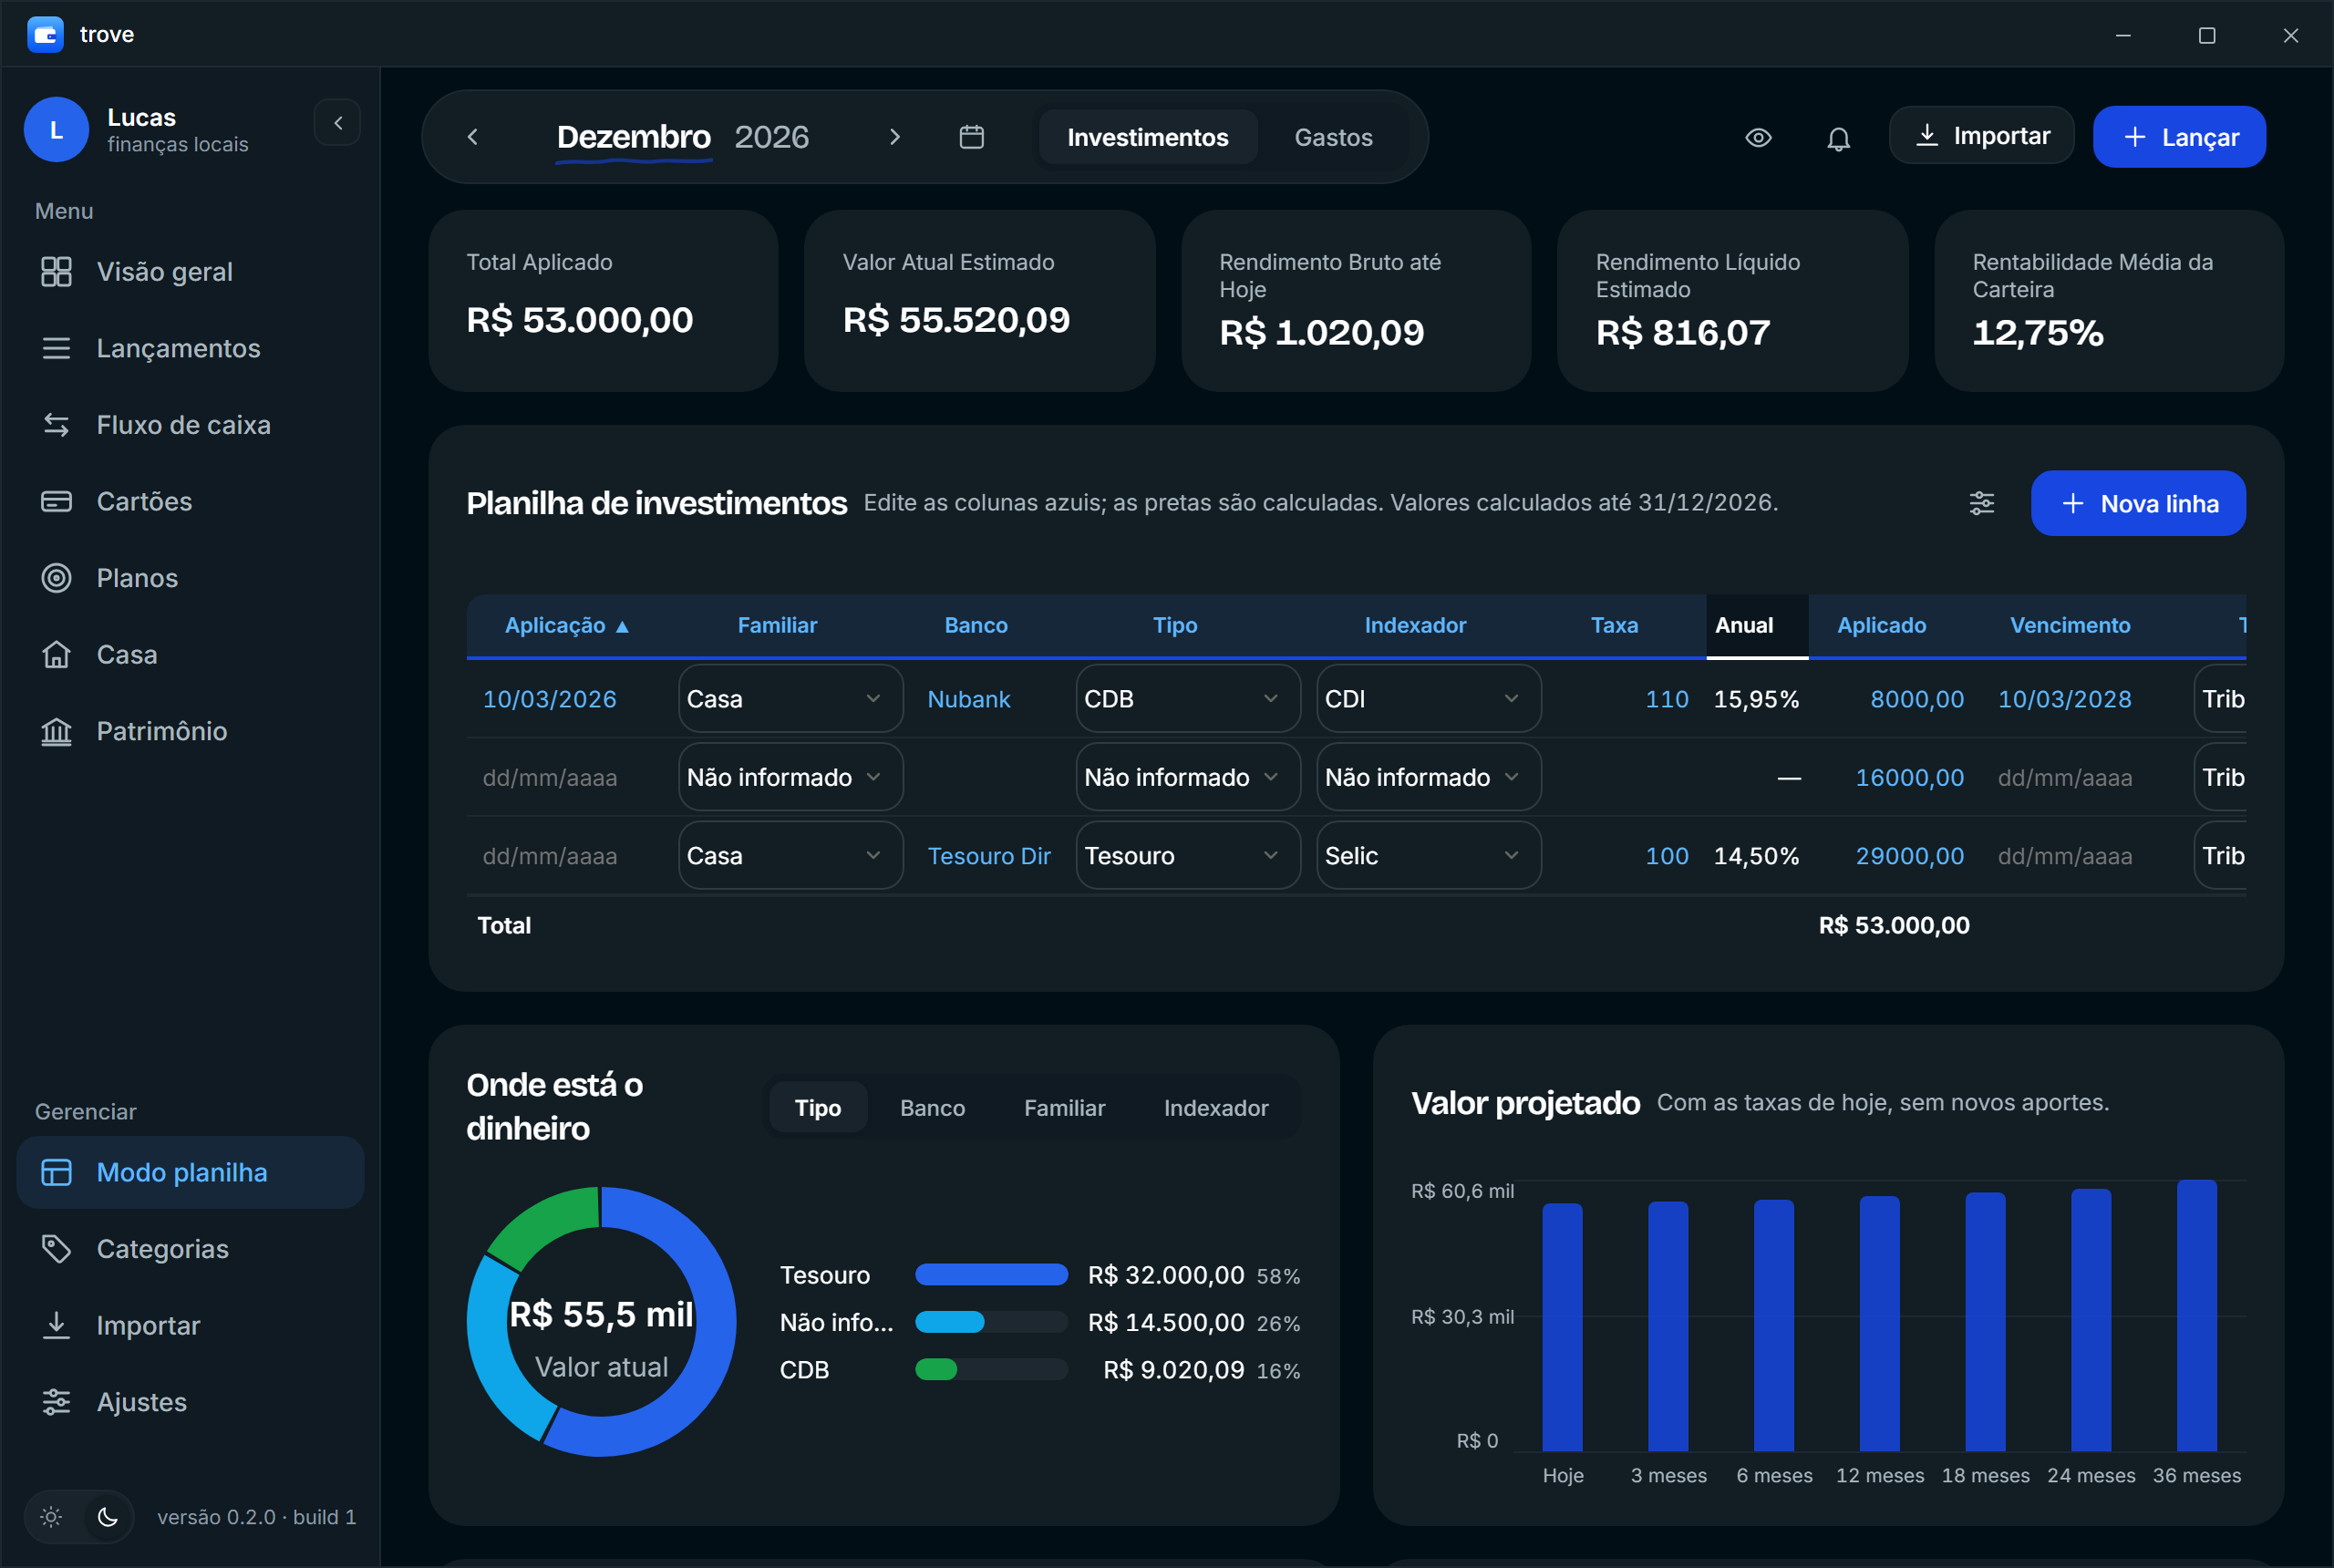 trove
L
Lucas
finanças locais
Menu
Visão geral
Lançamentos
Fluxo de caixa
Cartões
Planos
Casa
Patrimônio
Gerenciar
Modo planilha
Categorias
Importar
Ajustes
versão 0.2.0 · build 1
Dezembro 2026
Investimentos Gastos
Importar
Lançar
Total Aplicado
R$ 53.000,00
Valor Atual Estimado
R$ 55.520,09
Rendimento Bruto até
Hoje
R$ 1.020,09
Rendimento Líquido
Estimado
R$ 816,07
Rentabilidade Média da
Carteira
12,75%
Planilha de investimentos Edite as colunas azuis; as pretas são calculadas. Valores calculados até 31/12/2026.
Nova linha
Aplicação ▲ Familiar Banco Tipo Indexador Taxa Anual Aplicado Vencimento T
10/03/2026 Casa Nubank CDB CDI 110 15,95% 8000,00 10/03/2028 Trib
dd/mm/aaaa Não informado Não informado Não informado — 16000,00 dd/mm/aaaa Trib
dd/mm/aaaa Casa Tesouro Dir Tesouro Selic 100 14,50% 29000,00 dd/mm/aaaa Trib
Total R$ 53.000,00
Onde está o
dinheiro
Tipo Banco Familiar Indexador
R$ 55,5 mil
Valor atual
Tesouro R$ 32.000,00 58%
Não info... R$ 14.500,00 26%
CDB R$ 9.020,09 16%
Valor projetado Com as taxas de hoje, sem novos aportes.
R$ 60,6 mil
R$ 30,3 mil
R$ 0
Hoje 3 meses 6 meses 12 meses 18 meses 24 meses 36 meses